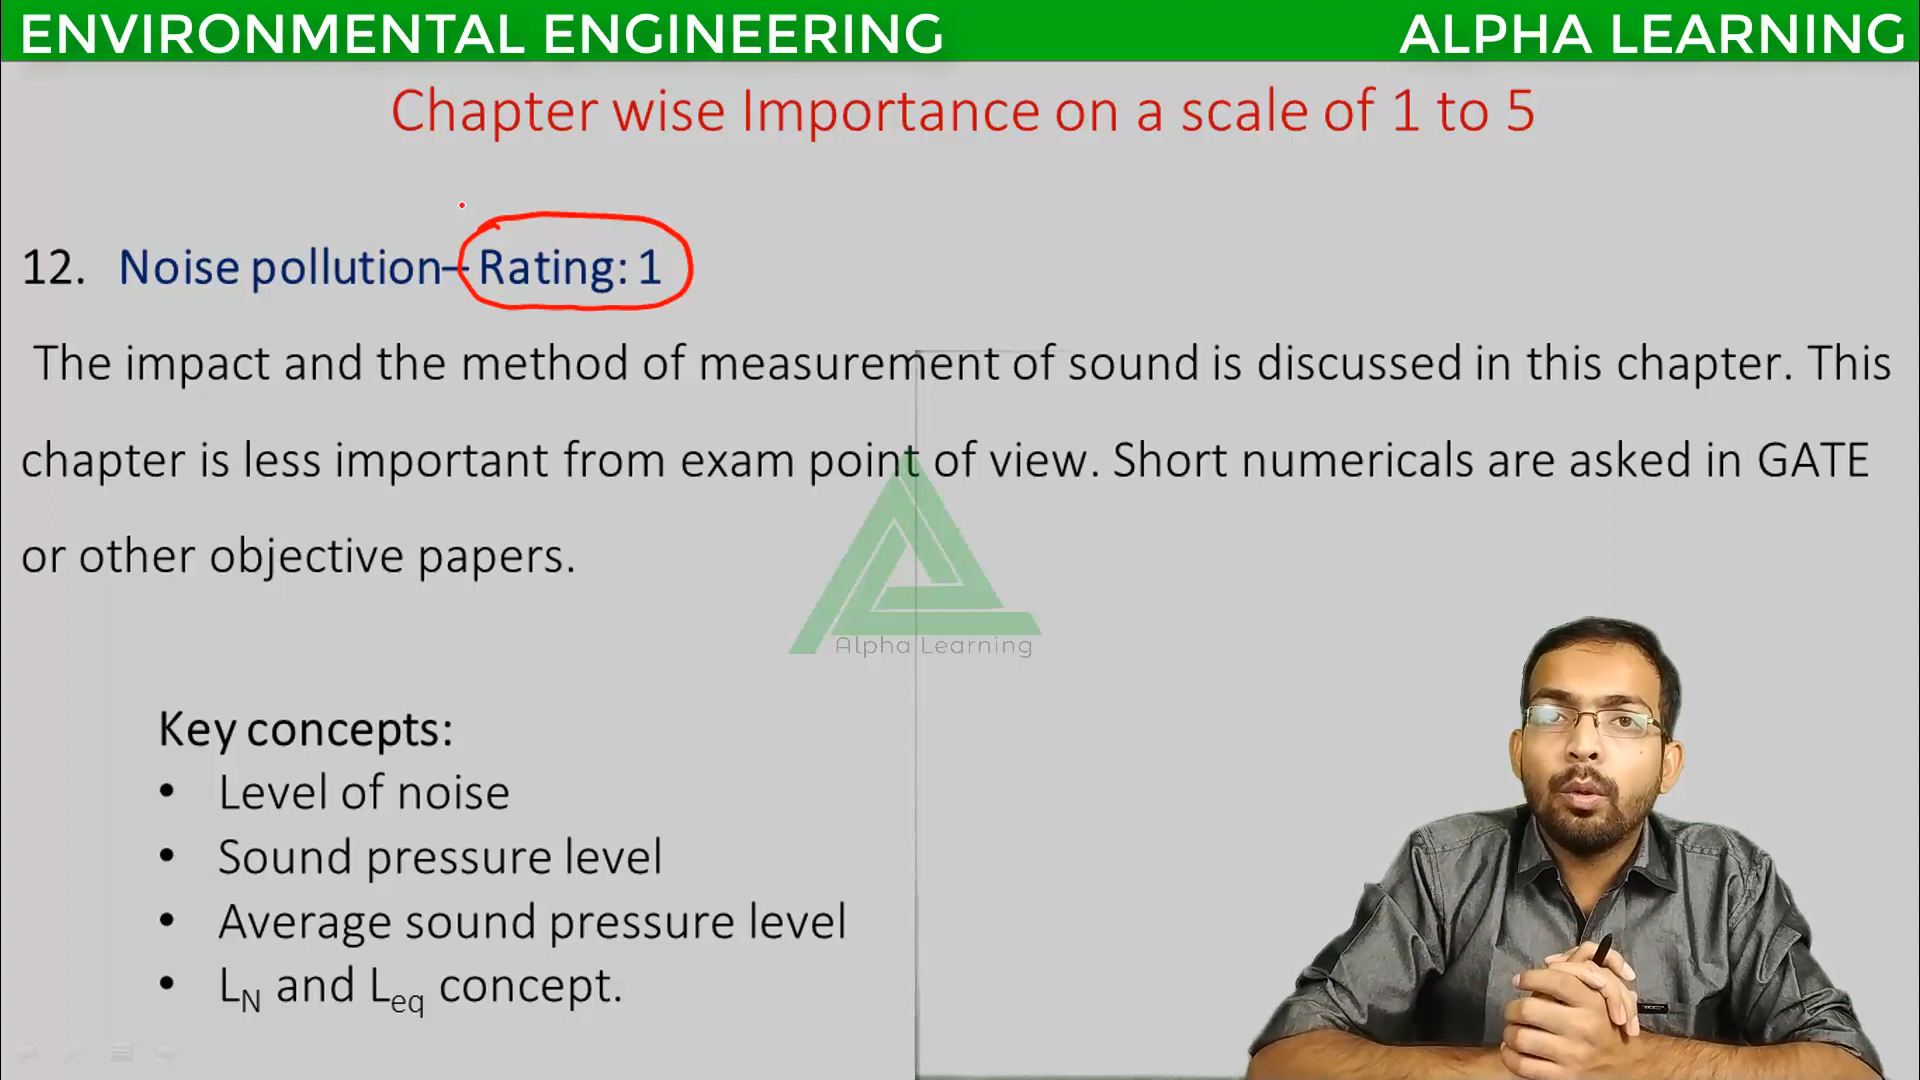 ENVIRONMENTAL ENGINEERING
ALPHA LEARNING
Chapter wise Importance on a scale of 1 to 5
12. Noise pollution– Rating: 1
The impact and the method of measurement of sound is discussed in this chapter. This
chapter is less important from exam point of view. Short numericals are asked in GATE
or other objective papers.
Alpha Learning
Key concepts:
• Level of noise
• Sound pressure level
• Average sound pressure level
• LN and Leq concept.